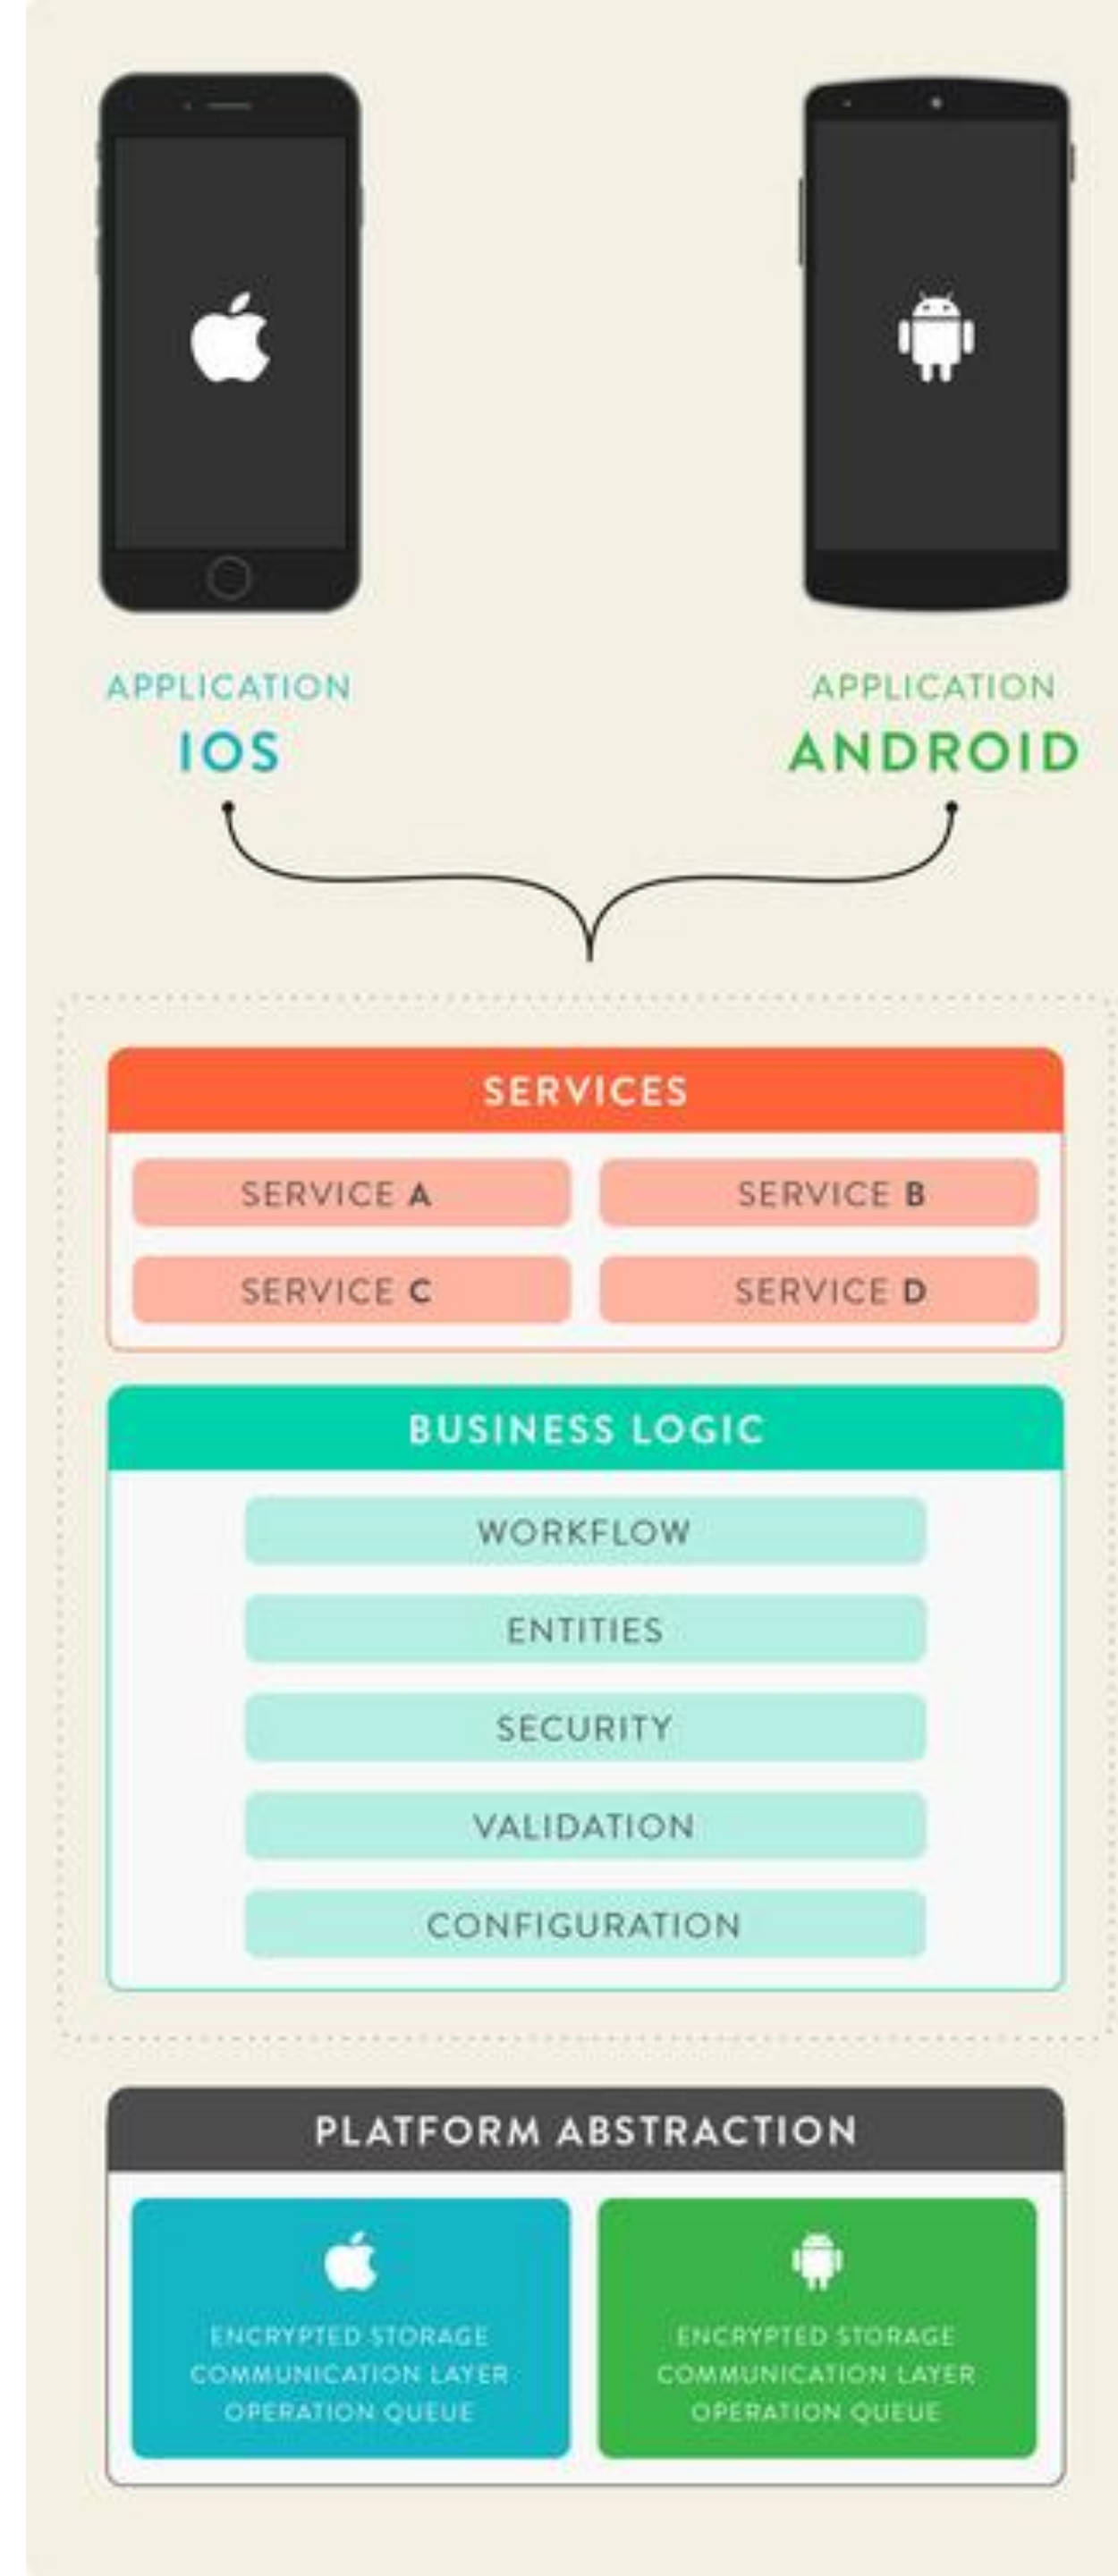 APPLICATION
IOS
APPLICATION
ANDROID
SERVICES
SERVICE A
SERVICE B
SERVICE C
SERVICE D
BUSINESS LOGIC
WORKFLOW
ENTITIES
SECURITY
VALIDATION
CONFIGURATION
PLATFORM ABSTRACTION
ENCRYPTED STORAGE
COMMUNICATION LAYER
OPERATION QUEUE
ENCRYPTED STORAGE
COMMUNICATION LAYER
OPERATION QUEUE